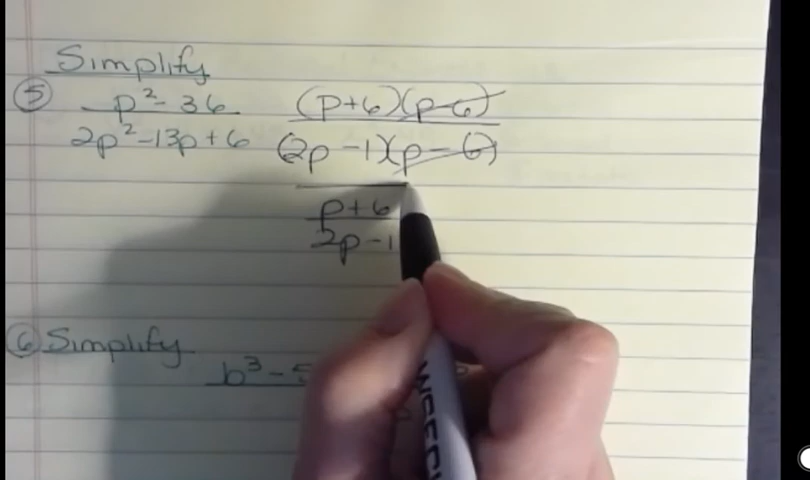 Simplify
⑤ p² - 36 (p+6)(p-6)
2p² - 13p + 6 (2p - 1)(p - 6)
p+6
2p - 1
⑥ Simplify
b³ -